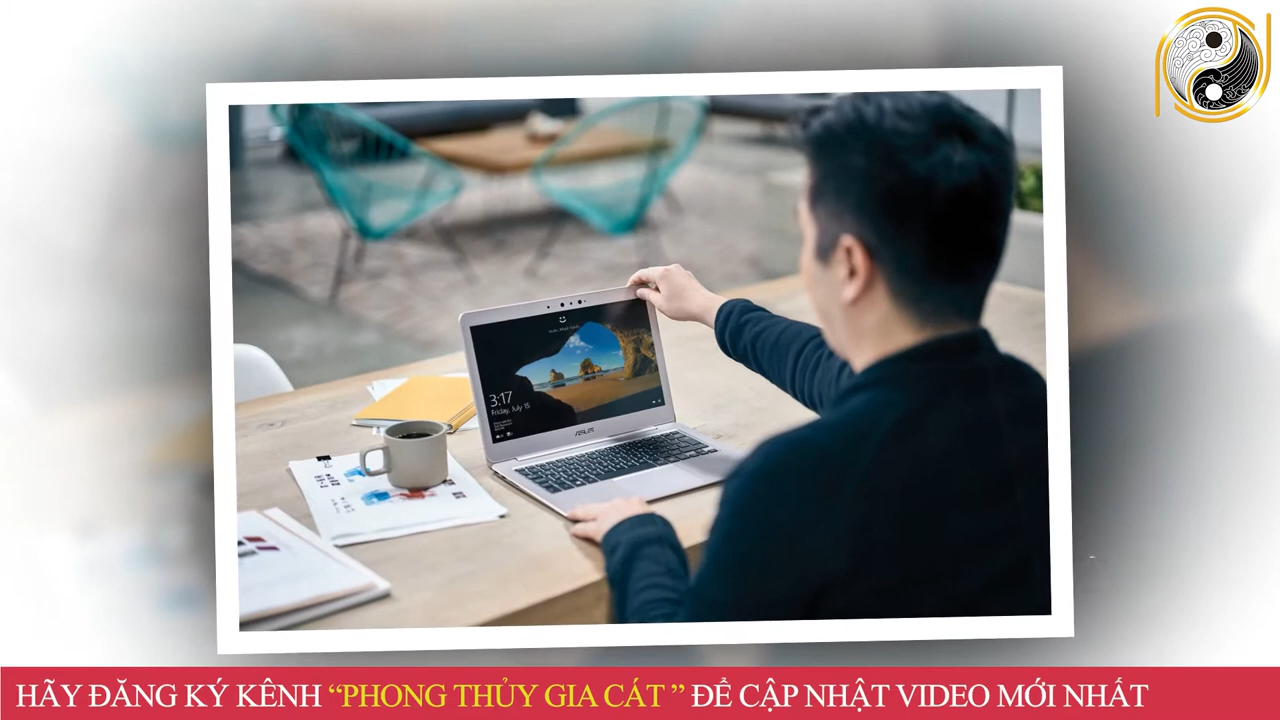 3:17
Friday, July 15
ASUS
HÃY ĐĂNG KÝ KÊNH “PHONG THỦY GIA CÁT ” ĐỂ CẬP NHẬT VIDEO MỚI NHẤT